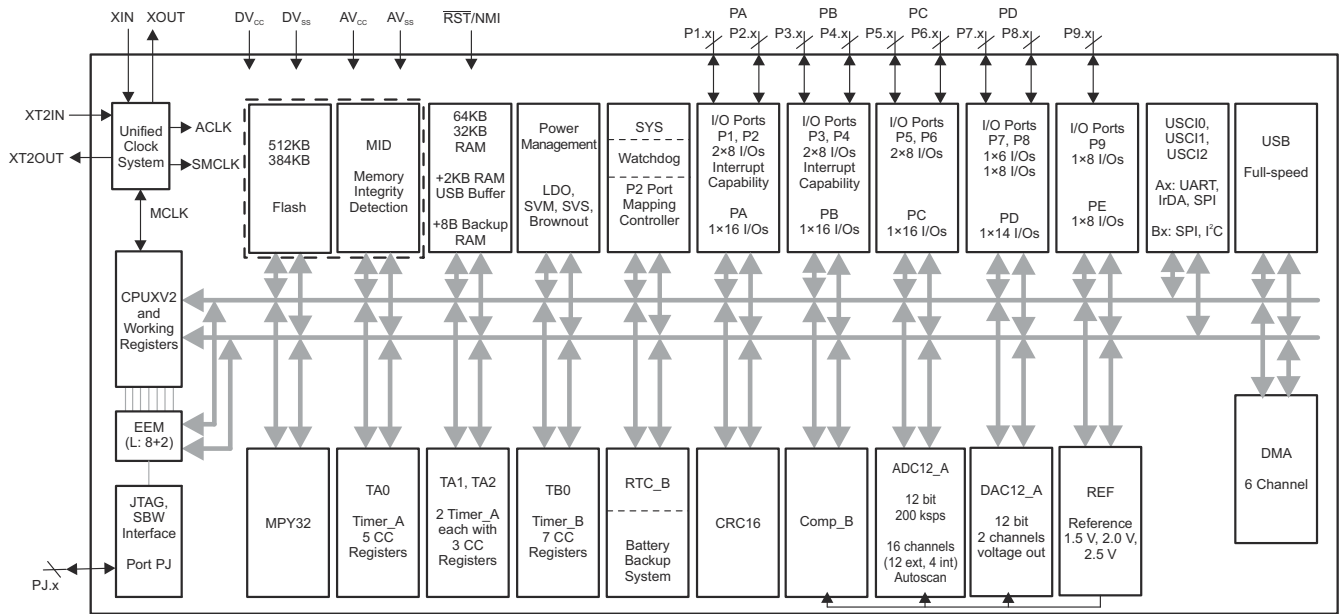 XIN XOUT DVCC DVSS AVCC AVSS RST/NMI PA PB PC PD
P1.x P2.x P3.x P4.x P5.x P6.x P7.x P8.x P9.x
XT2IN
XT2OUT
Unified
Clock
System
ACLK
SMCLK
MCLK
512KB
384KB
Flash
MID
Memory
Integrity
Detection
64KB
32KB
RAM
+2KB RAM
USB Buffer
+8B Backup
RAM
Power
Management
LDO,
SVM, SVS,
Brownout
SYS
Watchdog
P2 Port
Mapping
Controller
I/O Ports
P1, P2
2×8 I/Os
Interrupt
Capability
PA
1×16 I/Os
I/O Ports
P3, P4
2×8 I/Os
Interrupt
Capability
PB
1×16 I/Os
I/O Ports
P5, P6
2×8 I/Os
PC
1×16 I/Os
I/O Ports
P7, P8
1×6 I/Os
1×8 I/Os
PD
1×14 I/Os
I/O Ports
P9
1×8 I/Os
PE
1×8 I/Os
USCI0,
USCI1,
USCI2
Ax: UART,
IrDA, SPI
Bx: SPI, I²C
USB
Full-speed
CPUXV2
and
Working
Registers
EEM
(L: 8+2)
JTAG,
SBW
Interface
Port PJ
PJ.x
MPY32
TA0
Timer_A
5 CC
Registers
TA1, TA2
2 Timer_A
each with
3 CC
Registers
TB0
Timer_B
7 CC
Registers
RTC_B
Battery
Backup
System
CRC16
Comp_B
ADC12_A
12 bit
200 ksps
16 channels
(12 ext, 4 int)
Autoscan
DAC12_A
12 bit
2 channels
voltage out
REF
Reference
1.5 V, 2.0 V,
2.5 V
DMA
6 Channel